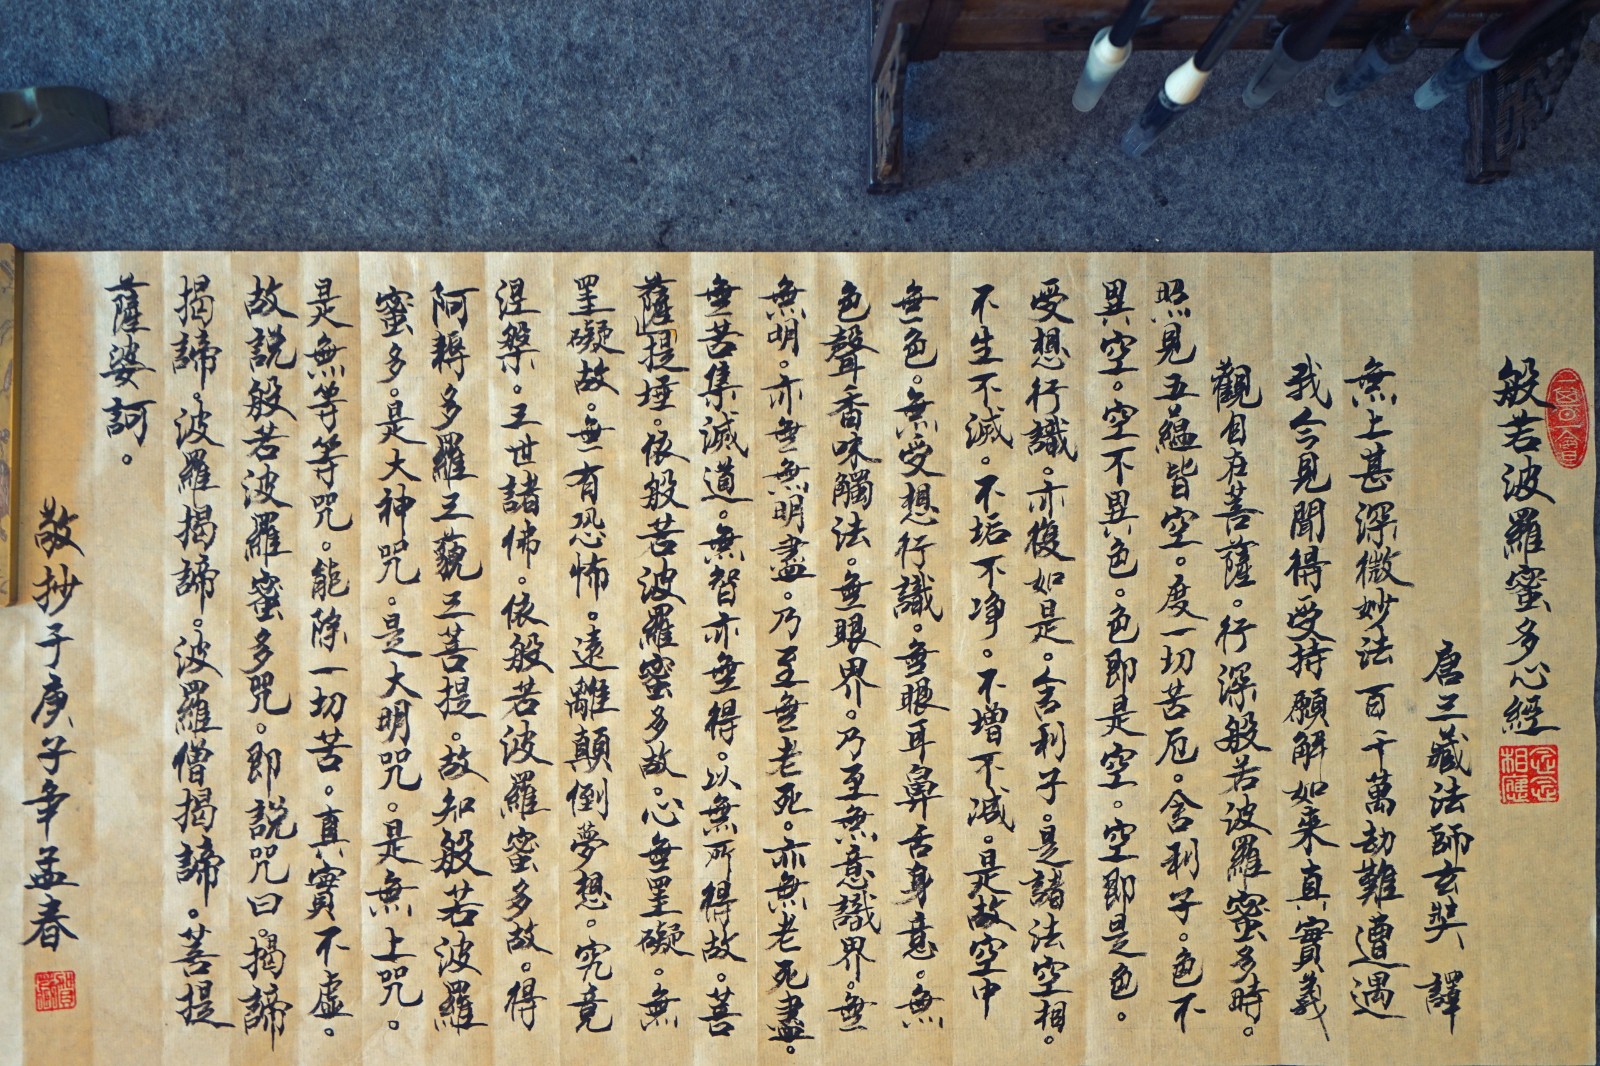 般若波羅蜜多心經
念念相應
唐三藏法師玄奘 譯
無上甚深微妙法百千萬劫難遭遇
我今見聞得受持願解如來真實義
觀自在菩薩。行深般若波羅蜜多時。
照見五蘊皆空。度一切苦厄。舍利子。色不
異空。空不異色。色即是空。空即是色。
受想行識。亦復如是。舍利子。是諸法空相。
不生不滅。不垢不净。不增不减。是故空中
無色。無受想行識。無眼耳鼻舌身意。無
色聲香味觸法。無眼界。乃至無意識界。無
無明。亦無無明盡。乃至無老死。亦無老死盡。
無苦集滅道。無智亦無得。以無所得故。菩
薩提埵。依般若波羅蜜多故。心無罣礙。無
罣礙故。無有恐怖。遠離顛倒夢想。究竟
涅槃。三世諸佛。依般若波羅蜜多故。得
阿耨多羅三藐三菩提。故知般若波羅
蜜多。是大神咒。是大明咒。是無上咒。
是無等等咒。能除一切苦。真實不虛。
故說般若波羅蜜多咒。即說咒曰。揭諦
揭諦。波羅揭諦。波羅僧揭諦。菩提
薩婆訶。
敬抄于庚子年孟春